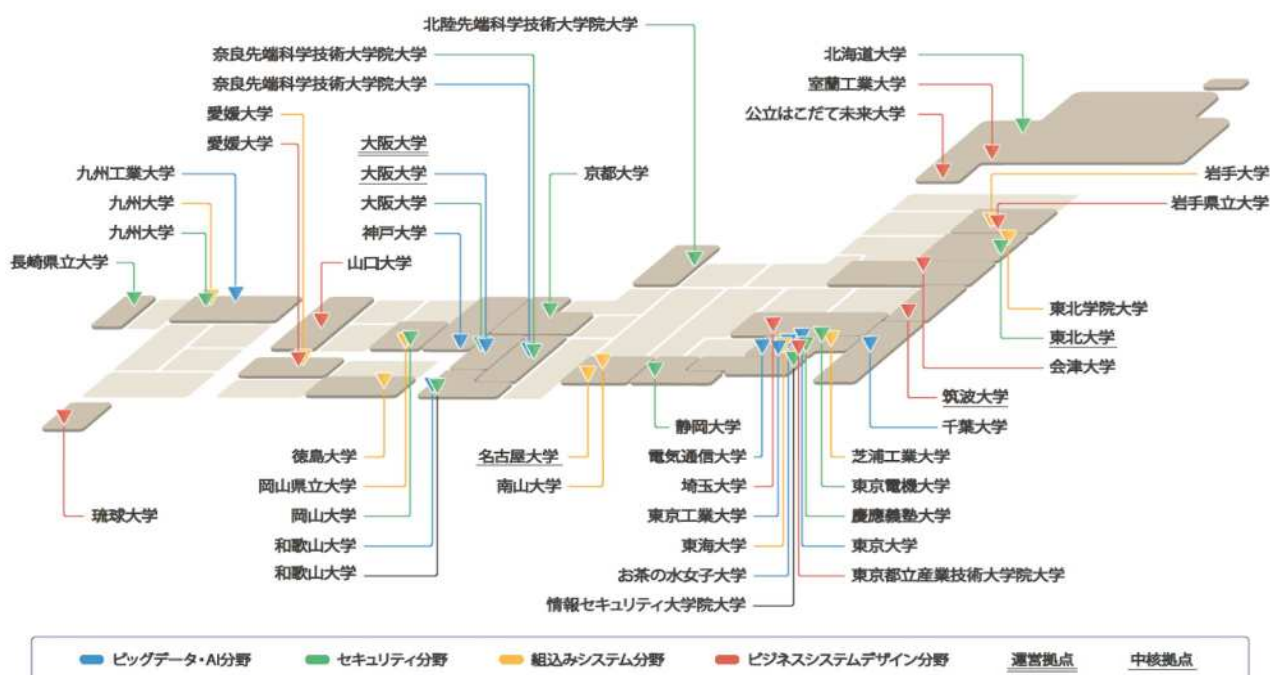 北陸先端科学技術大学院大学
奈良先端科学技術大学院大学
奈良先端科学技術大学院大学
愛媛大学
愛媛大学
大阪大学
九州工業大学
大阪大学
京都大学
九州大学
大阪大学
九州大学
神戸大学
長崎県立大学
山口大学
北海道大学
室蘭工業大学
公立はこだて未来大学
岩手大学
岩手県立大学
東北学院大学
東北大学
会津大学
筑波大学
千葉大学
琉球大学
徳島大学
岡山県立大学
岡山大学
和歌山大学
和歌山大学
名古屋大学
南山大学
静岡大学
電気通信大学
埼玉大学
東京工業大学
東海大学
お茶の水女子大学
情報セキュリティ大学院大学
芝浦工業大学
東京電機大学
慶應義塾大学
東京大学
東京都立産業技術大学院大学
ビッグデータ・AI分野 セキュリティ分野 組込みシステム分野 ビジネスシステムデザイン分野 運営拠点 中核拠点